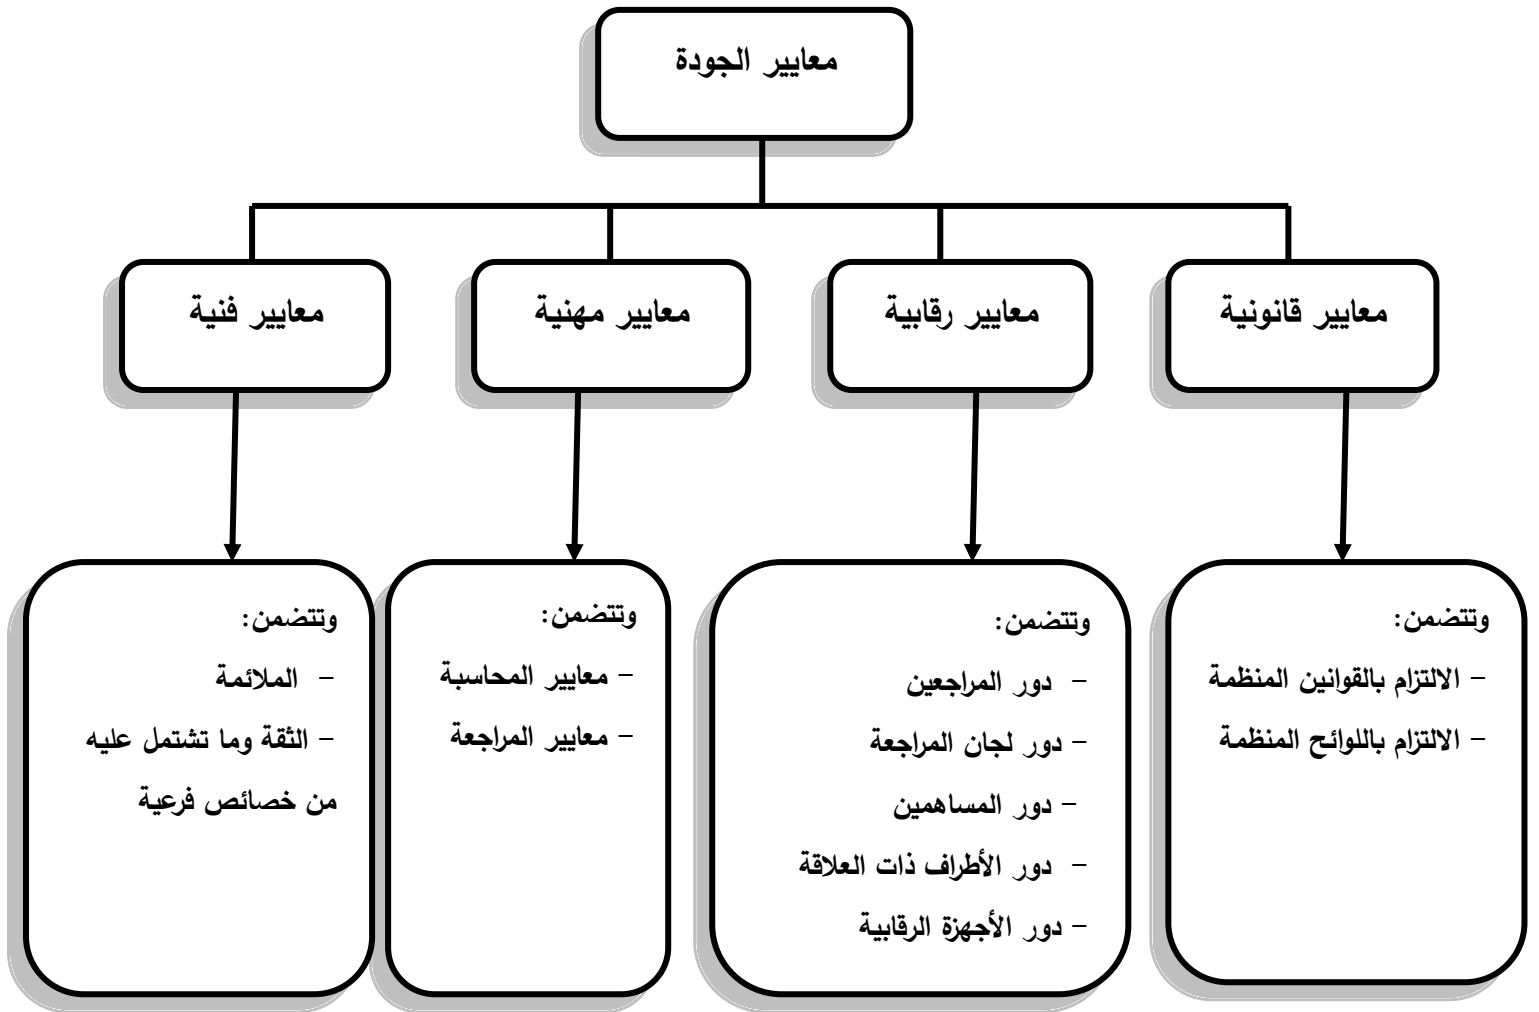 معايير الجودة
معايير قانونية
معايير رقابية
معايير مهنية
معايير فنية
وتتضمن:
- الالتزام بالقوانين المنظمة
- الالتزام باللوائح المنظمة
وتتضمن:
- دور المراجعين
- دور لجان المراجعة
- دور المساهمين
- دور الأطراف ذات العلاقة
- دور الأجهزة الرقابية
وتتضمن:
- معايير المحاسبة
- معايير المراجعة
وتتضمن:
- الملائمة
- الثقة وما تشتمل عليه
من خصائص فرعية